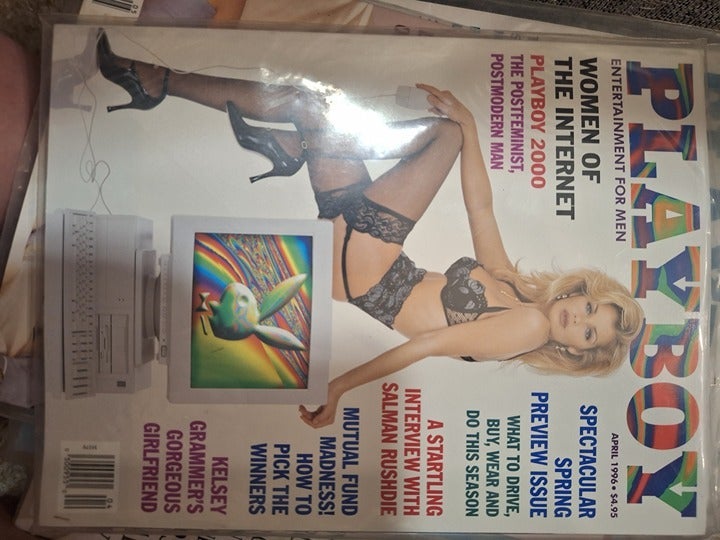 PLAYBOY
ENTERTAINMENT FOR MEN
APRIL 1996 • $4.95
WOMEN OF
THE INTERNET
PLAYBOY 2000
THE POSTFEMINIST,
POSTMODERN MAN
SPECTACULAR
SPRING
PREVIEW ISSUE
WHAT TO DRIVE,
BUY, WEAR AND
DO THIS SEASON
A STARTLING
INTERVIEW WITH
SALMAN RUSHDIE
MUTUAL FUND
MADNESS!
HOW TO
PICK THE
WINNERS
KELSEY
GRAMMER'S
GORGEOUS
GIRLFRIEND
04